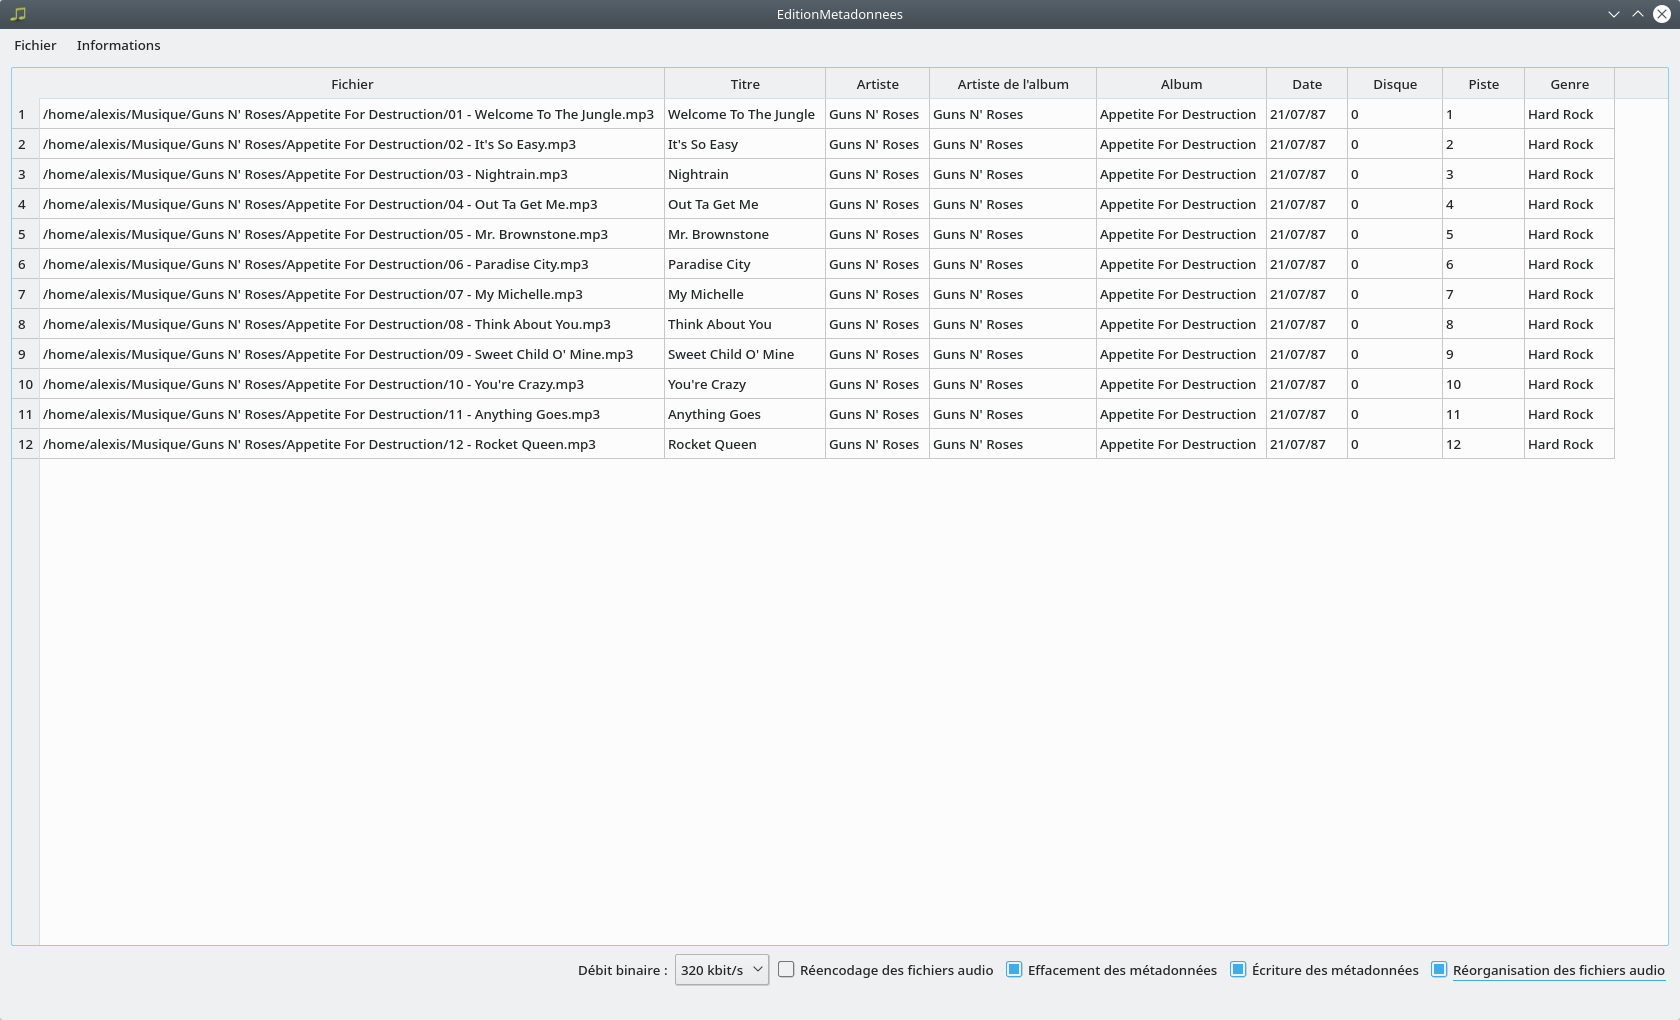 EditionMetadonnees
Fichier Informations
Fichier Titre Artiste Artiste de l'album Album Date Disque Piste Genre
1 /home/alexis/Musique/Guns N' Roses/Appetite For Destruction/01 - Welcome To The Jungle.mp3 Welcome To The Jungle Guns N' Roses Guns N' Roses Appetite For Destruction 21/07/87 0 1 Hard Rock
2 /home/alexis/Musique/Guns N' Roses/Appetite For Destruction/02 - It's So Easy.mp3 It's So Easy Guns N' Roses Guns N' Roses Appetite For Destruction 21/07/87 0 2 Hard Rock
3 /home/alexis/Musique/Guns N' Roses/Appetite For Destruction/03 - Nightrain.mp3 Nightrain Guns N' Roses Guns N' Roses Appetite For Destruction 21/07/87 0 3 Hard Rock
4 /home/alexis/Musique/Guns N' Roses/Appetite For Destruction/04 - Out Ta Get Me.mp3 Out Ta Get Me Guns N' Roses Guns N' Roses Appetite For Destruction 21/07/87 0 4 Hard Rock
5 /home/alexis/Musique/Guns N' Roses/Appetite For Destruction/05 - Mr. Brownstone.mp3 Mr. Brownstone Guns N' Roses Guns N' Roses Appetite For Destruction 21/07/87 0 5 Hard Rock
6 /home/alexis/Musique/Guns N' Roses/Appetite For Destruction/06 - Paradise City.mp3 Paradise City Guns N' Roses Guns N' Roses Appetite For Destruction 21/07/87 0 6 Hard Rock
7 /home/alexis/Musique/Guns N' Roses/Appetite For Destruction/07 - My Michelle.mp3 My Michelle Guns N' Roses Guns N' Roses Appetite For Destruction 21/07/87 0 7 Hard Rock
8 /home/alexis/Musique/Guns N' Roses/Appetite For Destruction/08 - Think About You.mp3 Think About You Guns N' Roses Guns N' Roses Appetite For Destruction 21/07/87 0 8 Hard Rock
9 /home/alexis/Musique/Guns N' Roses/Appetite For Destruction/09 - Sweet Child O' Mine.mp3 Sweet Child O' Mine Guns N' Roses Guns N' Roses Appetite For Destruction 21/07/87 0 9 Hard Rock
10 /home/alexis/Musique/Guns N' Roses/Appetite For Destruction/10 - You're Crazy.mp3 You're Crazy Guns N' Roses Guns N' Roses Appetite For Destruction 21/07/87 0 10 Hard Rock
11 /home/alexis/Musique/Guns N' Roses/Appetite For Destruction/11 - Anything Goes.mp3 Anything Goes Guns N' Roses Guns N' Roses Appetite For Destruction 21/07/87 0 11 Hard Rock
12 /home/alexis/Musique/Guns N' Roses/Appetite For Destruction/12 - Rocket Queen.mp3 Rocket Queen Guns N' Roses Guns N' Roses Appetite For Destruction 21/07/87 0 12 Hard Rock
Débit binaire : 320 kbit/s Réencodage des fichiers audio Effacement des métadonnées Écriture des métadonnées Réorganisation des fichiers audio